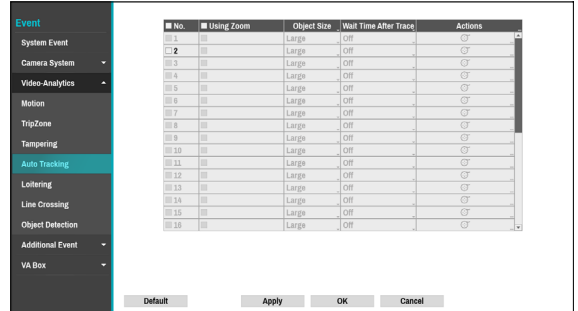 Event
System Event
Camera System
Video-Analytics
Motion
TripZone
Tampering
Auto Tracking
Loitering
Line Crossing
Object Detection
Additional Event
VA Box
No. Using Zoom Object Size Wait Time After Trace Actions
1 Large Off
2 Large Off
3 Large Off
4 Large Off
5 Large Off
6 Large Off
7 Large Off
8 Large Off
9 Large Off
10 Large Off
11 Large Off
12 Large Off
13 Large Off
14 Large Off
15 Large Off
16 Large Off
Default Apply OK Cancel